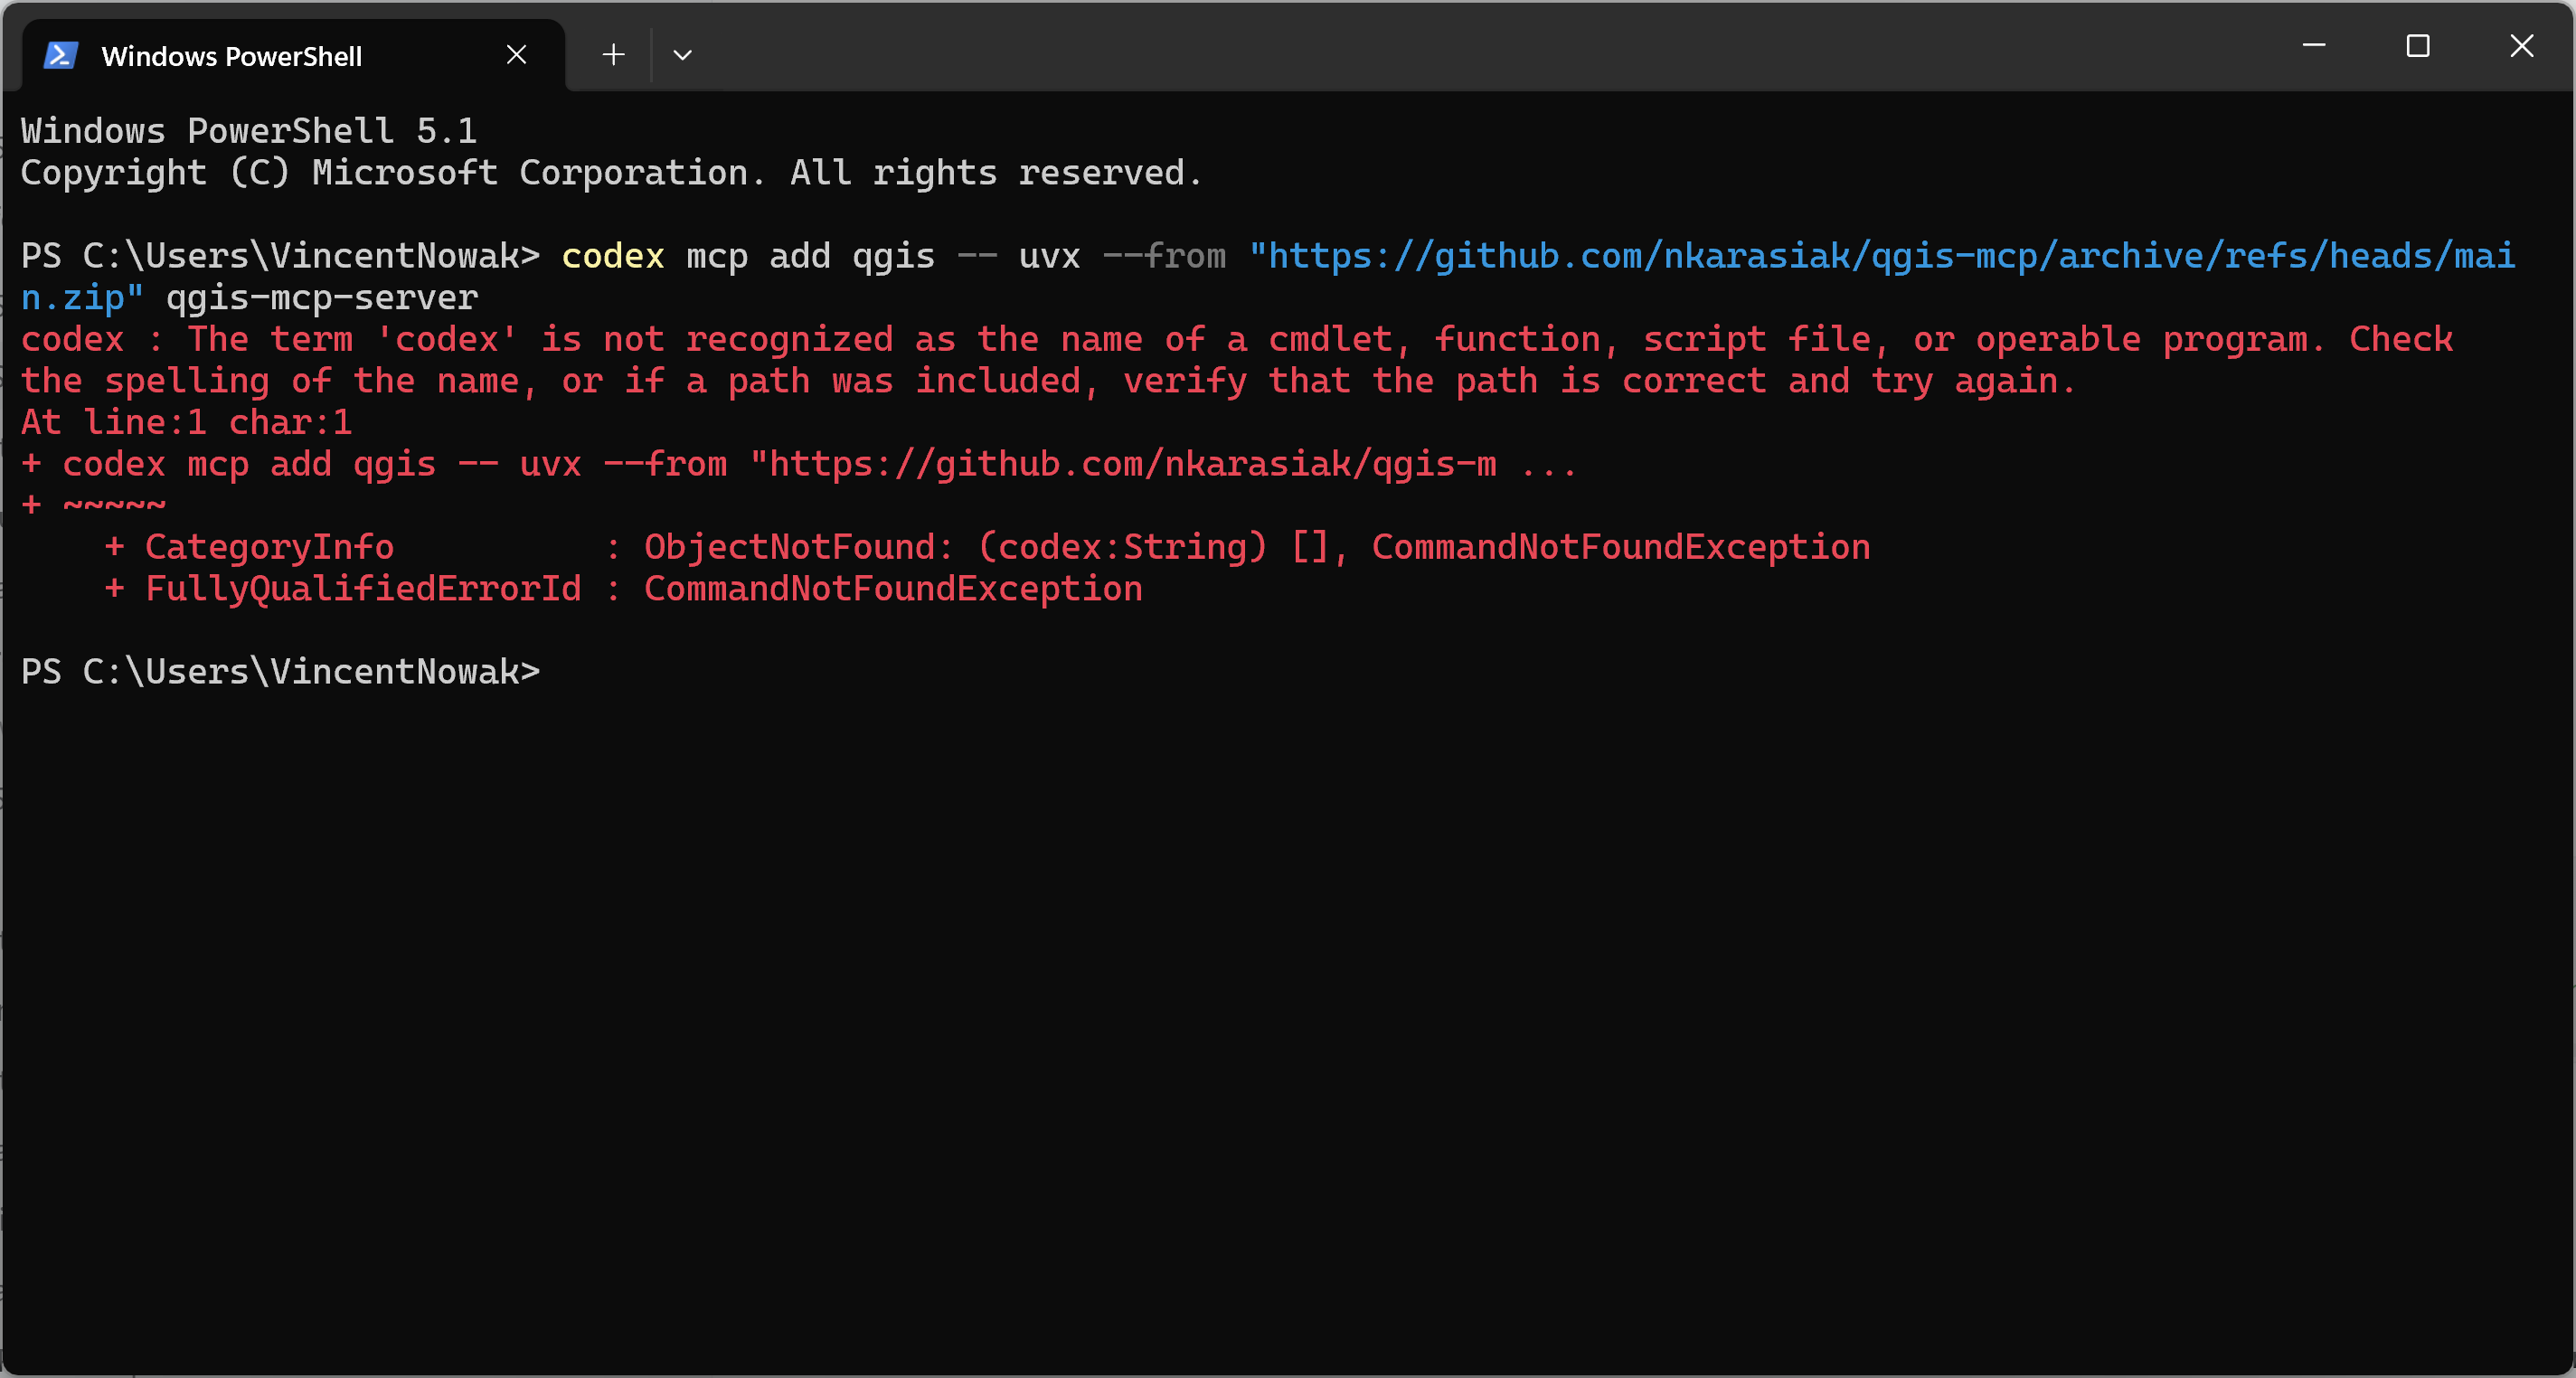 Windows PowerShell
Windows PowerShell 5.1
Copyright (C) Microsoft Corporation. All rights reserved.
PS C:\Users\VincentNowak> codex mcp add qgis -- uvx --from "https://github.com/nkarasiak/qgis-mcp/archive/refs/heads/mai
n.zip" qgis-mcp-server
codex : The term 'codex' is not recognized as the name of a cmdlet, function, script file, or operable program. Check
the spelling of the name, or if a path was included, verify that the path is correct and try again.
At line:1 char:1
+ codex mcp add qgis -- uvx --from "https://github.com/nkarasiak/qgis-m ...
+ ~~~~~
    + CategoryInfo          : ObjectNotFound: (codex:String) [], CommandNotFoundException
    + FullyQualifiedErrorId : CommandNotFoundException
PS C:\Users\VincentNowak>